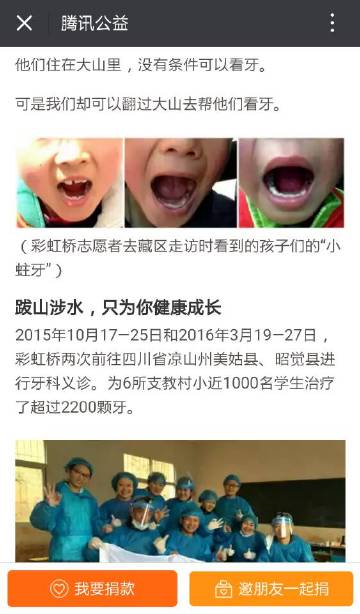 腾讯公益
他们住在大山里，没有条件可以看牙。
可是我们却可以翻过大山去帮他们看牙。
（彩虹桥志愿者去藏区走访时看到的孩子们的“小
蛀牙”）
跋山涉水，只为你健康成长
2015年10月17—25日和2016年3月19—27日，
彩虹桥两次前往四川省凉山州美姑县、昭觉县进
行牙科义诊。为6所支教村小近1000名学生治疗
了超过2200颗牙。
我要捐款
邀朋友一起捐